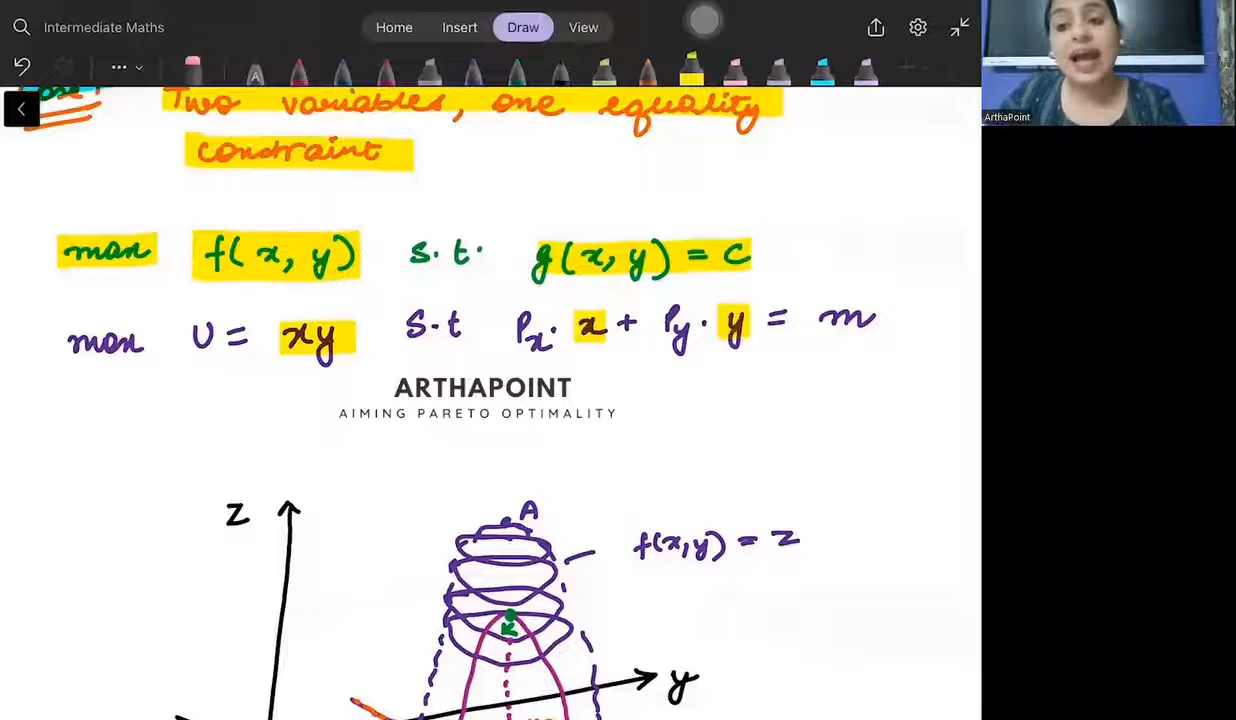 Intermediate Maths
Home Insert Draw View
Two variables, one equality
constraint
max f(x, y) s.t. g(x, y) = c
max U = xy s.t Px. x + Py. y = m
ARTHAPOINT
AIMING PARETO OPTIMALITY
Z
A
f(x,y) = z
K
y
ArthaPoint